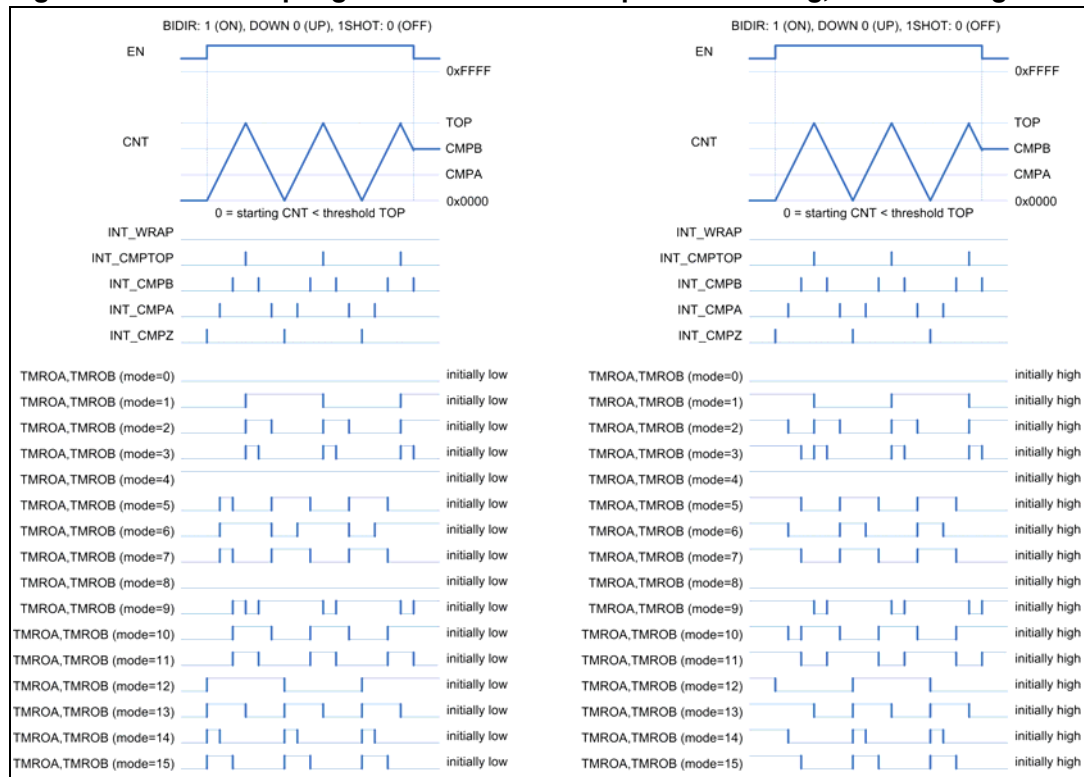 BIDIR: 1 (ON), DOWN 0 (UP), 1SHOT: 0 (OFF)
EN
0xFFFF
TOP
CNT
CMPB
CMPA
0x0000
0 = starting CNT < threshold TOP
INT_WRAP
INT_CMPTOP
INT_CMPB
INT_CMPA
INT_CMPZ
TMROA,TMROB (mode=0) initially low
TMROA,TMROB (mode=1) initially low
TMROA,TMROB (mode=2) initially low
TMROA,TMROB (mode=3) initially low
TMROA,TMROB (mode=4) initially low
TMROA,TMROB (mode=5) initially low
TMROA,TMROB (mode=6) initially low
TMROA,TMROB (mode=7) initially low
TMROA,TMROB (mode=8) initially low
TMROA,TMROB (mode=9) initially low
TMROA,TMROB (mode=10) initially low
TMROA,TMROB (mode=11) initially low
TMROA,TMROB (mode=12) initially low
TMROA,TMROB (mode=13) initially low
TMROA,TMROB (mode=14) initially low
TMROA,TMROB (mode=15) initially low
BIDIR: 1 (ON), DOWN 0 (UP), 1SHOT: 0 (OFF)
EN
0xFFFF
TOP
CNT
CMPB
CMPA
0x0000
0 = starting CNT < threshold TOP
INT_WRAP
INT_CMPTOP
INT_CMPB
INT_CMPA
INT_CMPZ
TMROA,TMROB (mode=0) initially high
TMROA,TMROB (mode=1) initially high
TMROA,TMROB (mode=2) initially high
TMROA,TMROB (mode=3) initially high
TMROA,TMROB (mode=4) initially high
TMROA,TMROB (mode=5) initially high
TMROA,TMROB (mode=6) initially high
TMROA,TMROB (mode=7) initially high
TMROA,TMROB (mode=8) initially high
TMROA,TMROB (mode=9) initially high
TMROA,TMROB (mode=10) initially high
TMROA,TMROB (mode=11) initially high
TMROA,TMROB (mode=12) initially high
TMROA,TMROB (mode=13) initially high
TMROA,TMROB (mode=14) initially high
TMROA,TMROB (mode=15) initially high